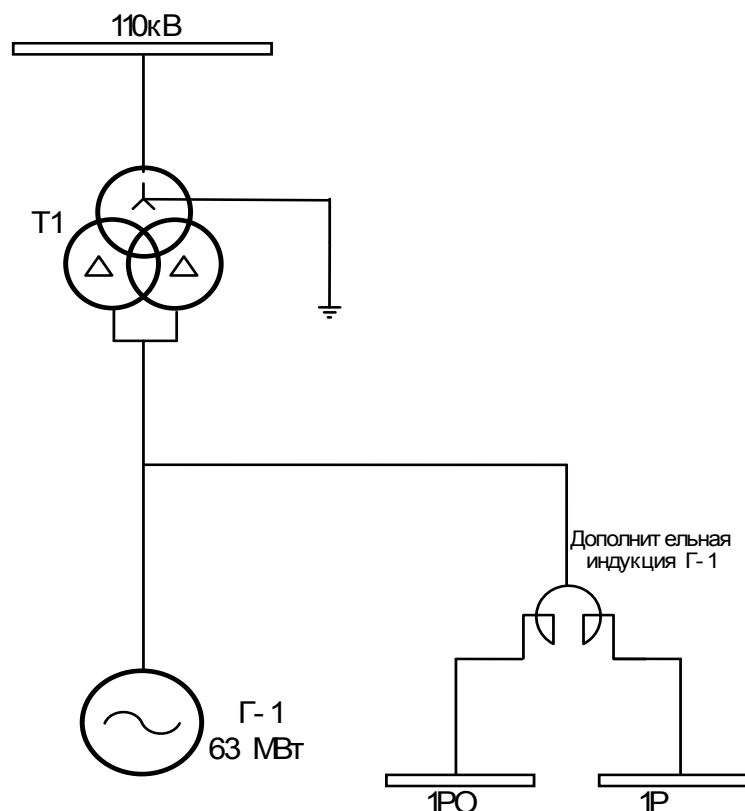 110кВ
Т1
Дополнит ельная
индукция Г- 1
Г- 1
63 МВт
1РО
1Р